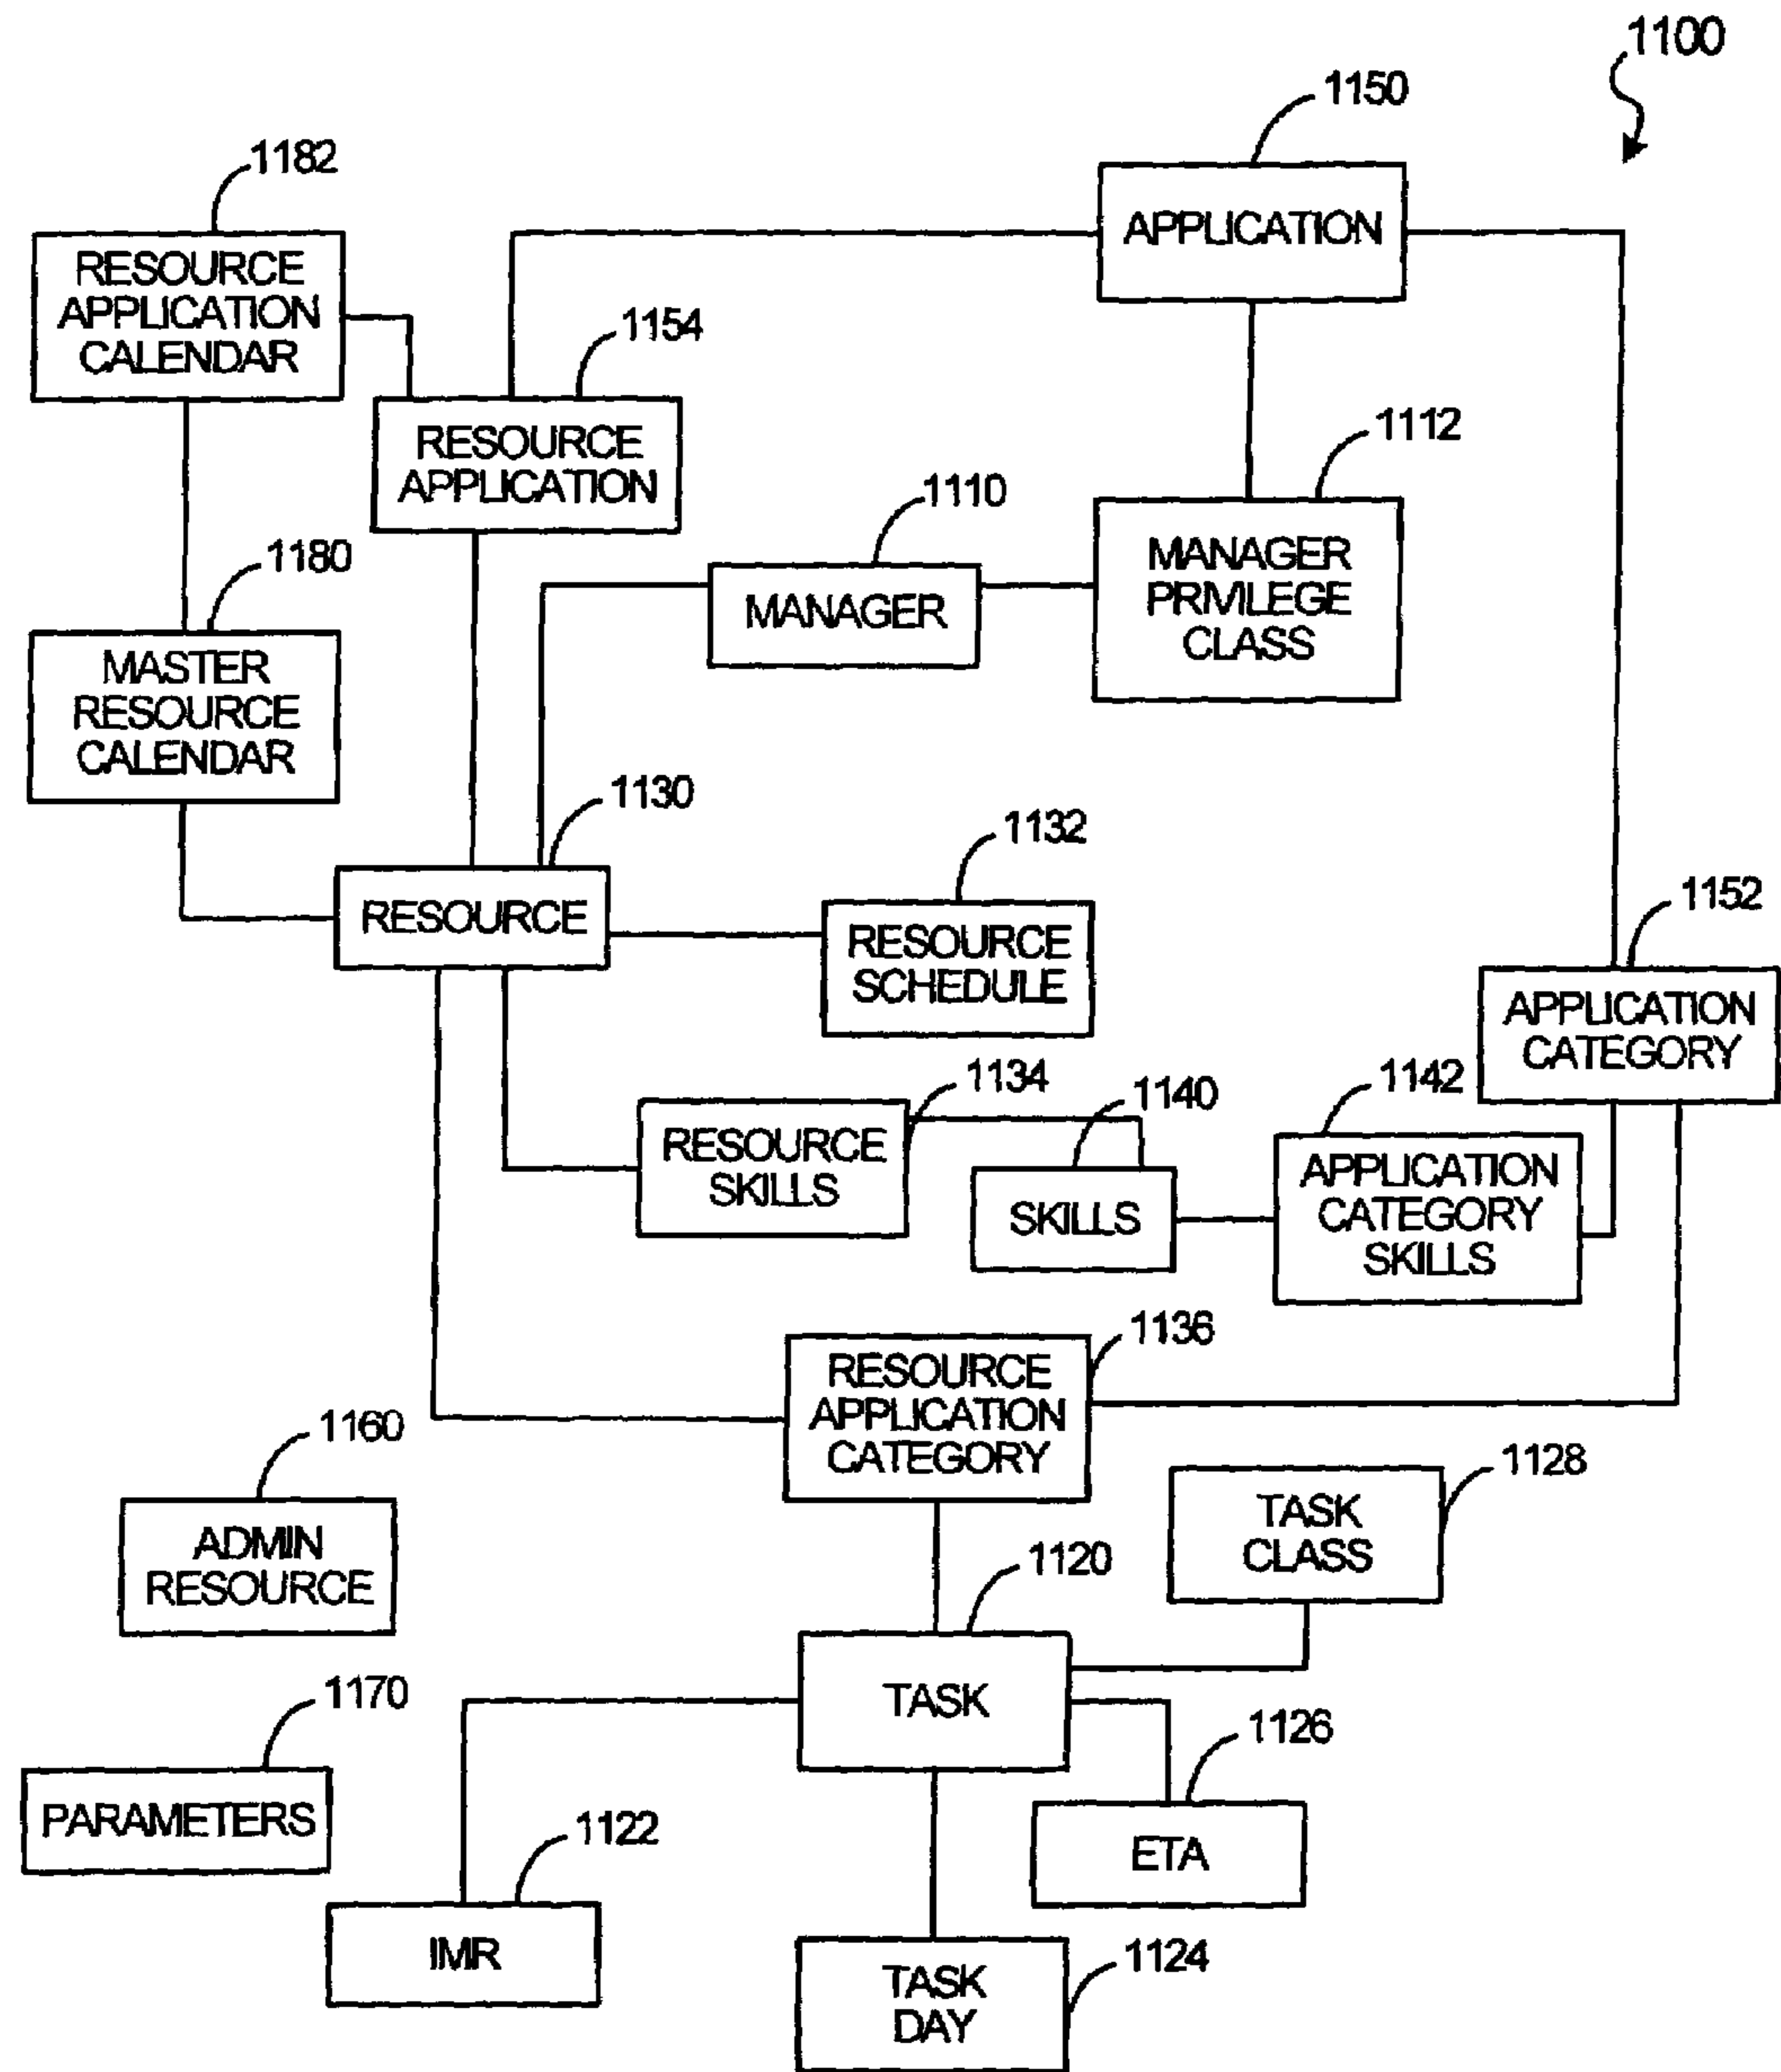 1100
1150
APPLICATION
1182
RESOURCE
APPLICATION
CALENDAR
1154
RESOURCE
APPLICATION
1112
MANAGER
PRIVILEGE
CLASS
1110
MANAGER
1180
MASTER
RESOURCE
CALENDAR
1130
RESOURCE
1132
RESOURCE
SCHEDULE
1152
APPLICATION
CATEGORY
1134
RESOURCE
SKILLS
1140
SKILLS
1142
APPLICATION
CATEGORY
SKILLS
1136
RESOURCE
APPLICATION
CATEGORY
1160
ADMIN
RESOURCE
1128
TASK
CLASS
1120
TASK
1170
PARAMETERS
1126
ETA
1122
IMR
1124
TASK
DAY